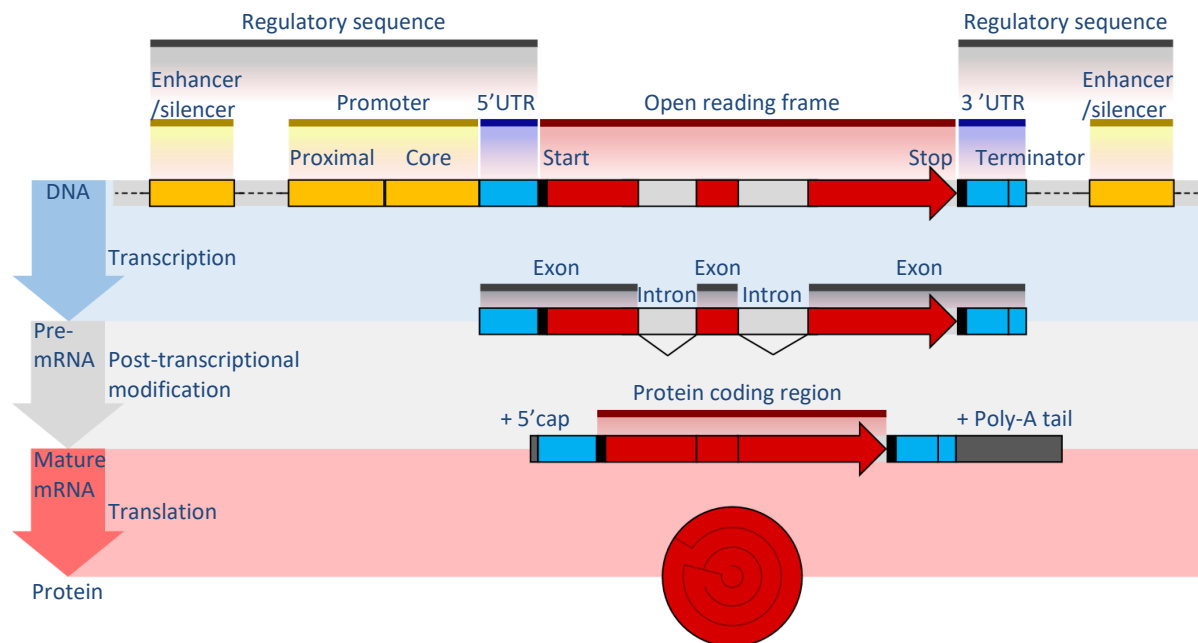 Regulatory sequence
Regulatory sequence
Enhancer
/silencer
Promoter
5’UTR
Open reading frame
3 ’UTR
Enhancer
/silencer
Proximal
Core
Start
Stop
Terminator
DNA
Transcription
Exon
Exon
Exon
Intron
Intron
Pre-
mRNA
Post-transcriptional
modification
Protein coding region
+ 5’cap
+ Poly-A tail
Mature
mRNA
Translation
Protein